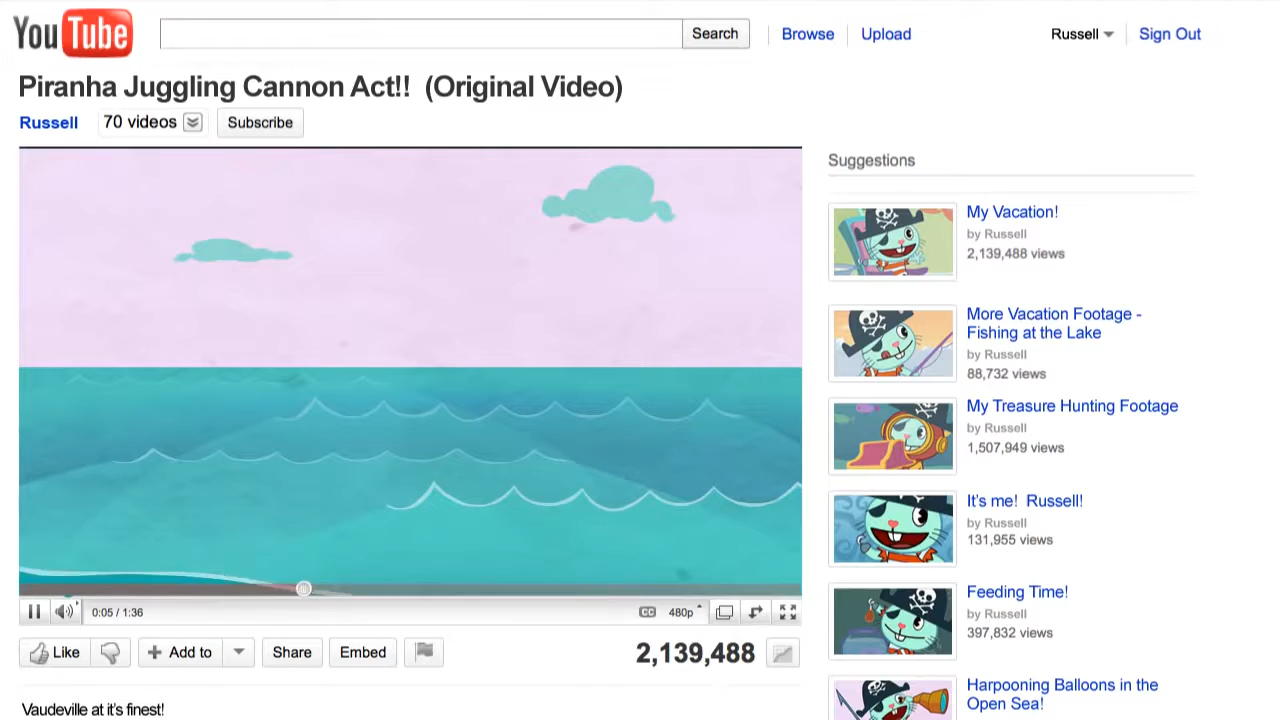 YouTube
Search
Browse
Upload
Russell
Sign Out
Piranha Juggling Cannon Act!!  (Original Video)
Russell
70 videos
Subscribe
0:05 / 1:36
CC
480p
Like
Add to
Share
Embed
2,139,488
Vaudeville at it's finest!
Suggestions
My Vacation!
by Russell
2,139,488 views
More Vacation Footage -
Fishing at the Lake
by Russell
88,732 views
My Treasure Hunting Footage
by Russell
1,507,949 views
It's me!  Russell!
by Russell
131,955 views
Feeding Time!
by Russell
397,832 views
Harpooning Balloons in the
Open Sea!